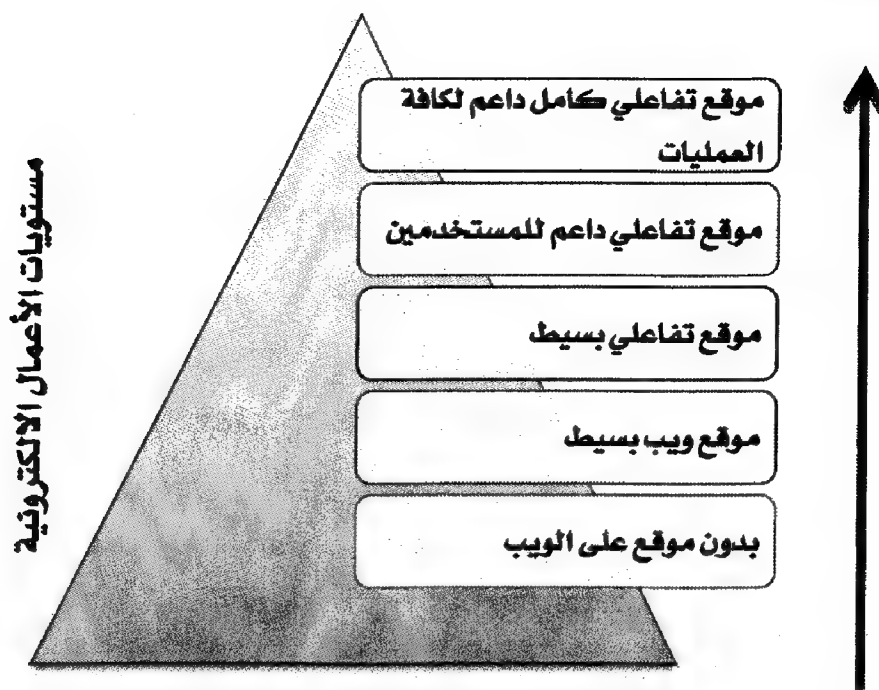 موقع تفاعلي كامل داعم لكافة
العمليات
موقع تفاعلي داعم للمستخدمين
موقع تفاعلي بسيط
موقع ويب بسيط
بدون موقع على الويب
مستويات الأعمال الالكترونية